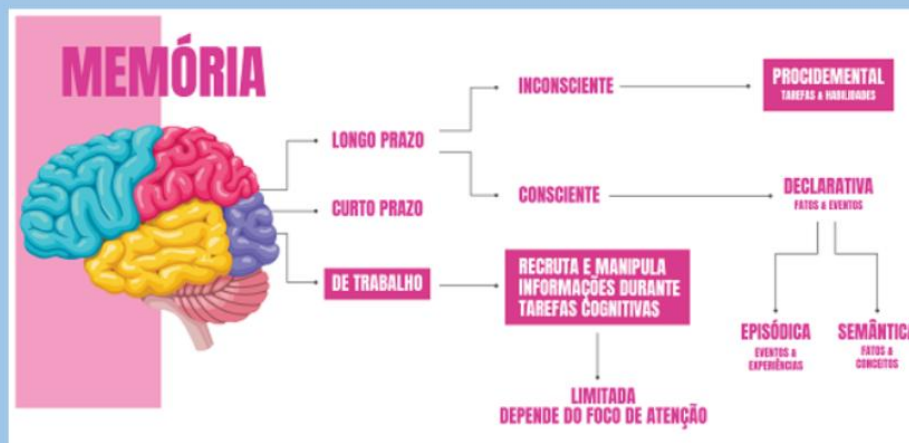 MEMÓRIA
LONGO PRAZO
CURTO PRAZO
DE TRABALHO
INCONSCIENTE
CONSCIENTE
PROCIDEMENTAL
TAREFAS & HABILIDADES
DECLARATIVA
FATOS & EVENTOS
RECRUTA E MANIPULA
INFORMAÇÕES DURANTE
TAREFAS COGNITIVAS
EPISÓDICA
EVENTOS &
EXPERIÊNCIAS
SEMÂNTICA
FATOS &
CONCEITOS
LIMITADA
DEPENDE DO FOCO DE ATENÇÃO